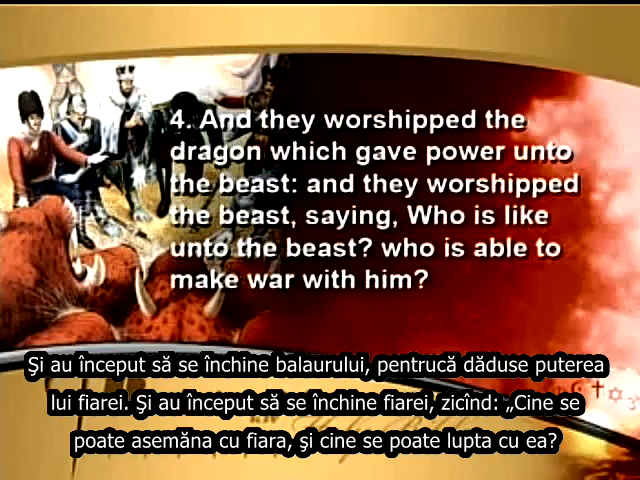 4. And they worshipped the
dragon which gave power unto
the beast: and they worshipped
the beast, saying, Who is like
unto the beast? who is able to
make war with him?
Şi au început să se închine balaurului, pentrucă dăduse puterea
lui fiarei. Şi au început să se închine fiarei, zicînd: „Cine se
poate asemăna cu fiara, şi cine se poate lupta cu ea?